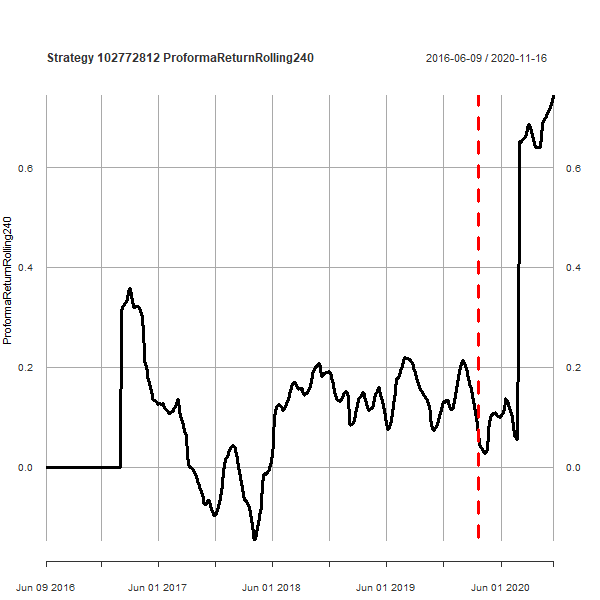 Strategy 102772812 ProformaReturnRolling240
2016-06-09 / 2020-11-16
ProformaReturnRolling240
0.6
0.4
0.2
0.0
0.6
0.4
0.2
0.0
Jun 09 2016
Jun 01 2017
Jun 01 2018
Jun 01 2019
Jun 01 2020